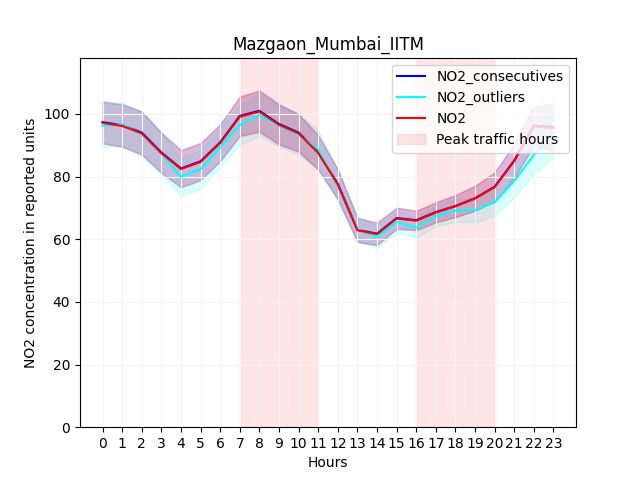 Mazgaon_Mumbai_IITM
NO2_consecutives
NO2_outliers
NO2
Peak traffic hours
NO2 concentration in reported units
100
80
60
40
20
0
0 1 2 3 4 5 6 7 8 9 10 11 12 13 14 15 16 17 18 19 20 21 22 23
Hours